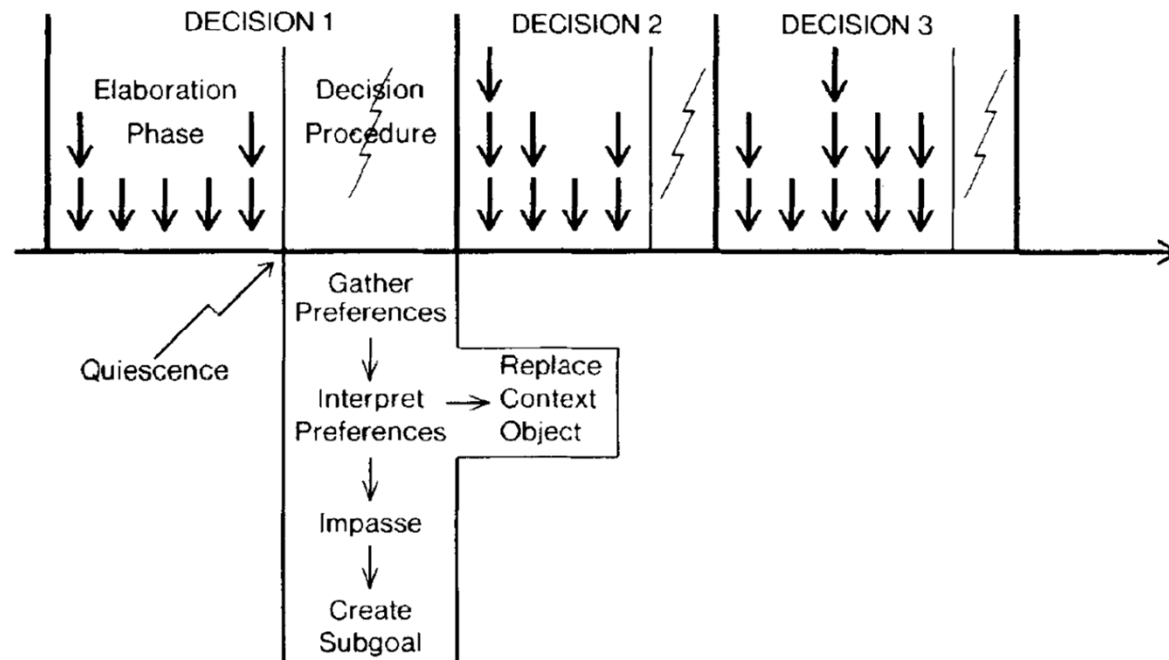 DECISION 1
DECISION 2
DECISION 3
Elaboration
Phase
Decision
Procedure
Quiescence
Gather
Preferences
Interpret
Preferences
Replace
Context
Object
Impasse
Create
Subgoal